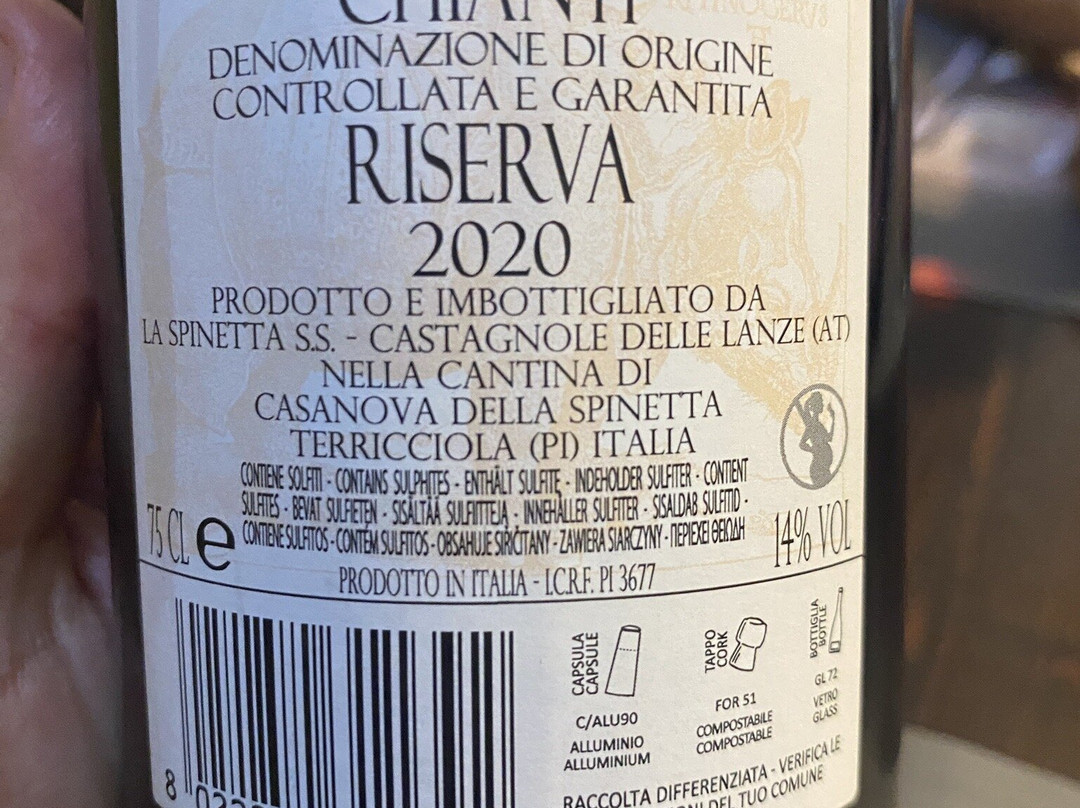 CHIANTI
DENOMINAZIONE DI ORIGINE
CONTROLLATA E GARANTITA
RISERVA
2020
PRODOTTO E IMBOTTIGLIATO DA
LA SPINETTA S.S. - CASTAGNOLE DELLE LANZE (AT)
NELLA CANTINA DI
CASANOVA DELLA SPINETTA
TERRICCIOLA (PI) ITALIA
CONTIENE SOLFITI - CONTAINS SULPHITES - ENTHÄLT SULFITE - INDEHOLDER SULFITER - CONTIENT
SULFITES - BEVAT SULFIETEN - SISÄLTÄÄ SULFIITTEJA - INNEHÅLLER SULFITER - SISALDAB SULFITID -
CONTIENE SULFITOS - CONTÉM SULFITOS - OBSAHUJE SIŘIČITANY - ZAWIERA SIARCZYNY - ΠΕΡΙΕΧΕΙ ΘΕΙΩΔΗ
75 CL e
14% VOL
PRODOTTO IN ITALIA - I.C.R.F. PI 3677
CAPSULA
CAPSULE
C/ALU90
ALLUMINIO
ALLUMINIUM
TAPPO
CORK
FOR 51
COMPOSTABILE
COMPOSTABLE
BOTTIGLIA
BOTTLE
GL 72
VETRO
GLASS
RACCOLTA DIFFERENZIATA - VERIFICA LE
DEL TUO COMUNE
8